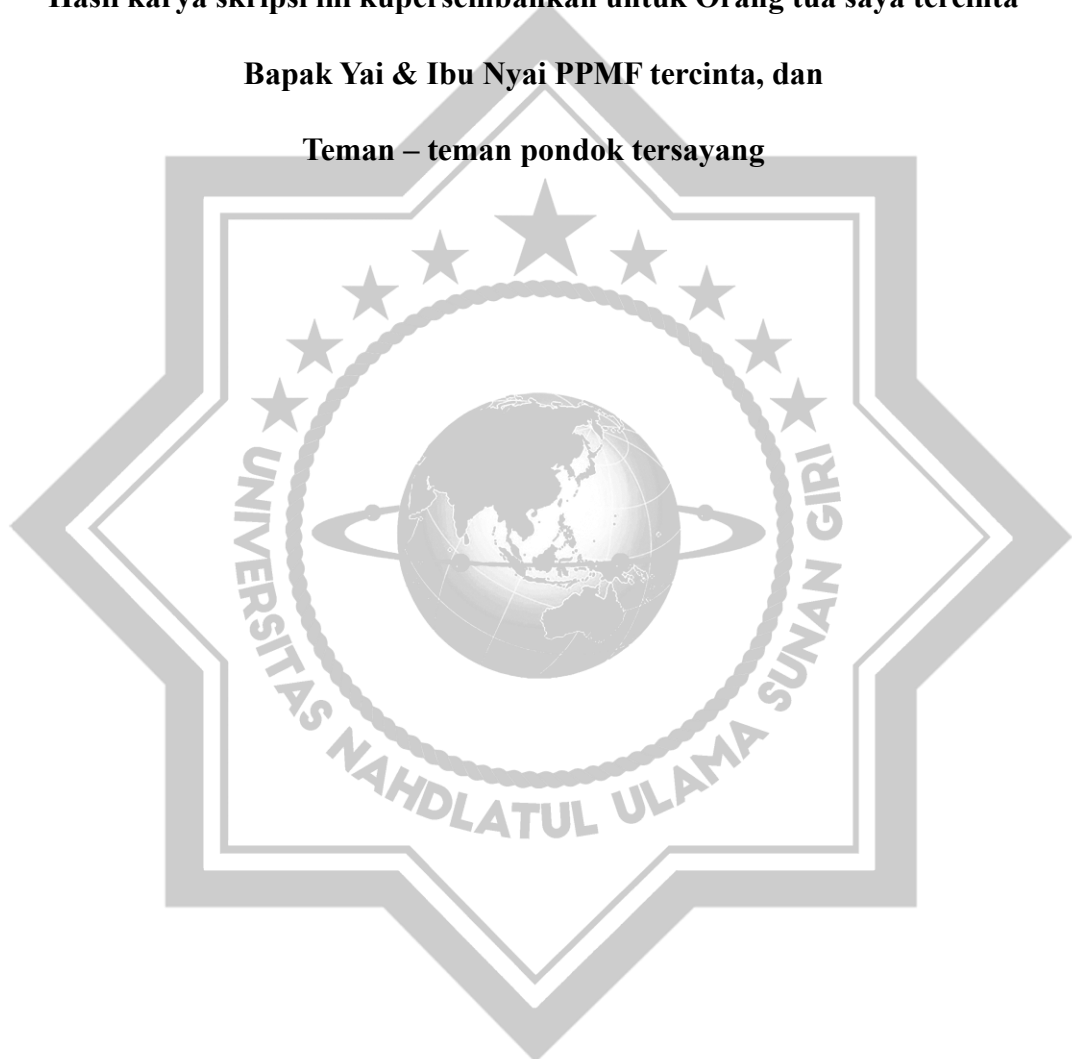 Hasil karya skripsi ini kupersembahkan untuk Orang tua saya tercinta
Bapak Yai & Ibu Nyai PPMF tercinta, dan
Teman – teman pondok tersayang
UNIVERSITAS NAHDLATUL ULAMA SUNAN GIRI